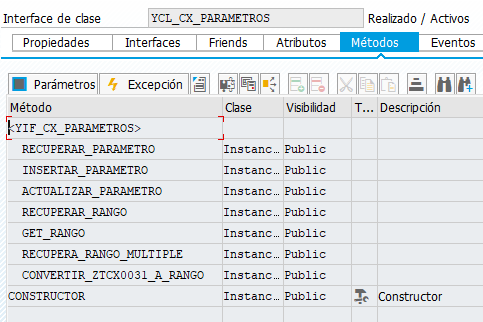 Interface de clase YCL_CX_PARAMETROS Realizado / Activos
Propiedades Interfaces Friends Atributos Métodos Eventos
Parámetros Excepción
Método Clase Visibilidad T... Descripción
<YIF_CX_PARAMETROS>
RECUPERAR_PARAMETRO Instanc… Public
INSERTAR_PARAMETRO Instanc… Public
ACTUALIZAR_PARAMETRO Instanc… Public
RECUPERAR_RANGO Instanc… Public
GET_RANGO Instanc… Public
RECUPERA_RANGO_MULTIPLE Instanc… Public
CONVERTIR_ZTCX0031_A_RANGO Instanc… Public
CONSTRUCTOR Instanc… Public Constructor